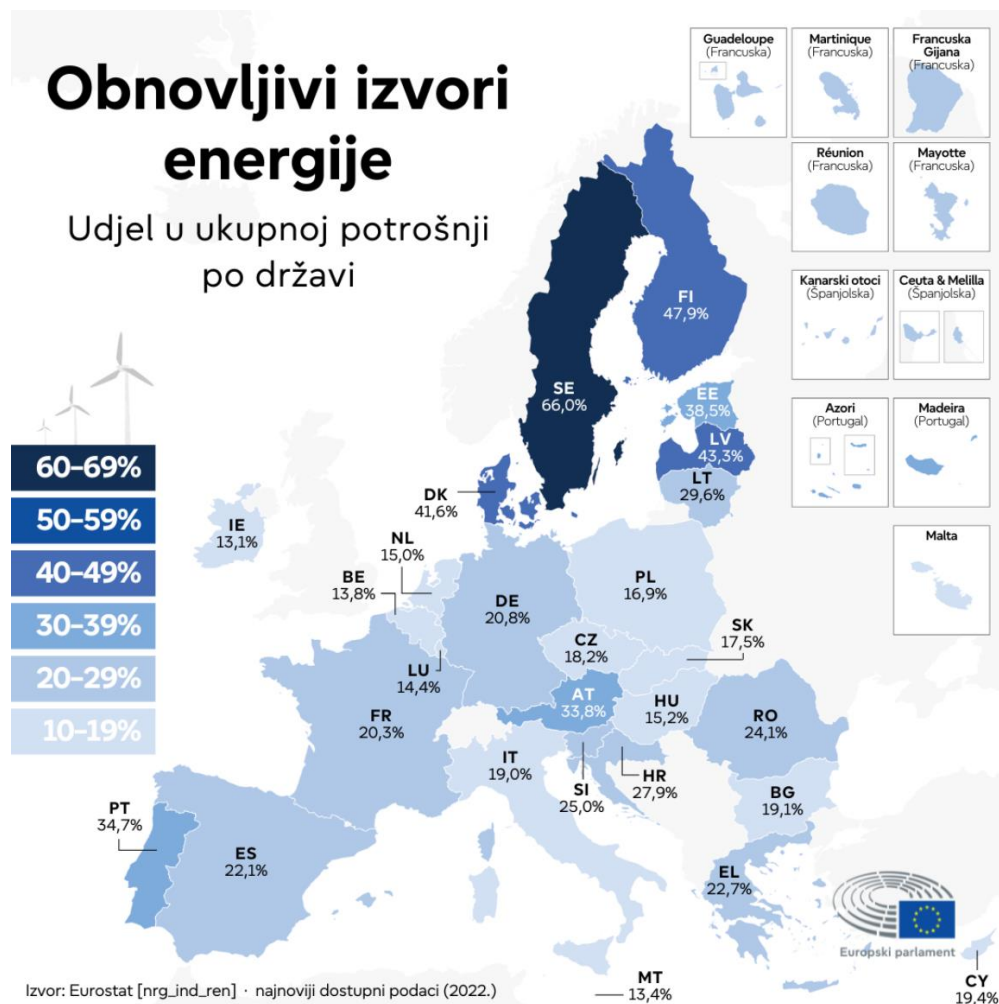 Obnovljivi izvori
energije
Udjel u ukupnoj potrošnji
po državi
Guadeloupe
(Francuska)
Martinique
(Francuska)
Francuska
Gijana
(Francuska)
Réunion
(Francuska)
Mayotte
(Francuska)
Kanarski otoci
(Španjolska)
Ceuta & Melilla
(Španjolska)
Azori
(Portugal)
Madeira
(Portugal)
Malta
60–69%
50–59%
40–49%
30–39%
20–29%
10–19%
FI
47,9%
SE
66,0%
EE
38,5%
LV
43,3%
LT
29,6%
DK
41,6%
IE
13,1%
NL
15,0%
BE
13,8%
DE
20,8%
PL
16,9%
SK
17,5%
CZ
18,2%
LU
14,4%
AT
33,8%
HU
15,2%
FR
20,3%
RO
24,1%
IT
19,0%
SI
25,0%
HR
27,9%
BG
19,1%
PT
34,7%
ES
22,1%
EL
22,7%
Europski parlament
MT
13,4%
CY
19,4%
Izvor: Eurostat [nrg_ind_ren] · najnoviji dostupni podaci (2022.)